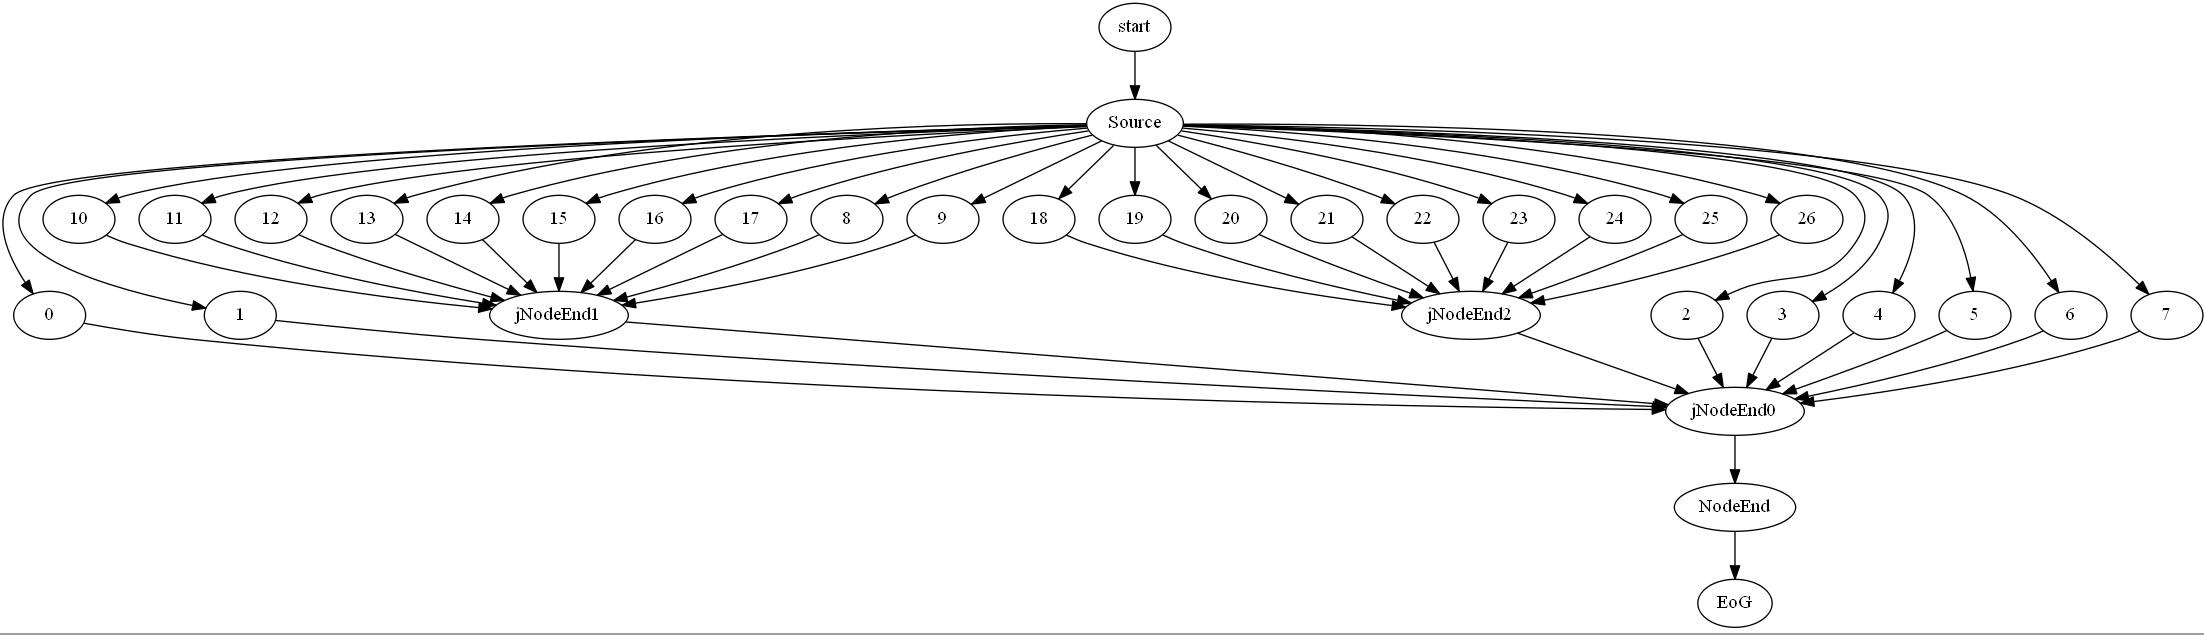 start
Source
10 11 12 13 14 15 16 17 8 9 18 19 20 21 22 23 24 25 26
0 1 jNodeEnd1 jNodeEnd2 2 3 4 5 6 7
jNodeEnd0
NodeEnd
EoG